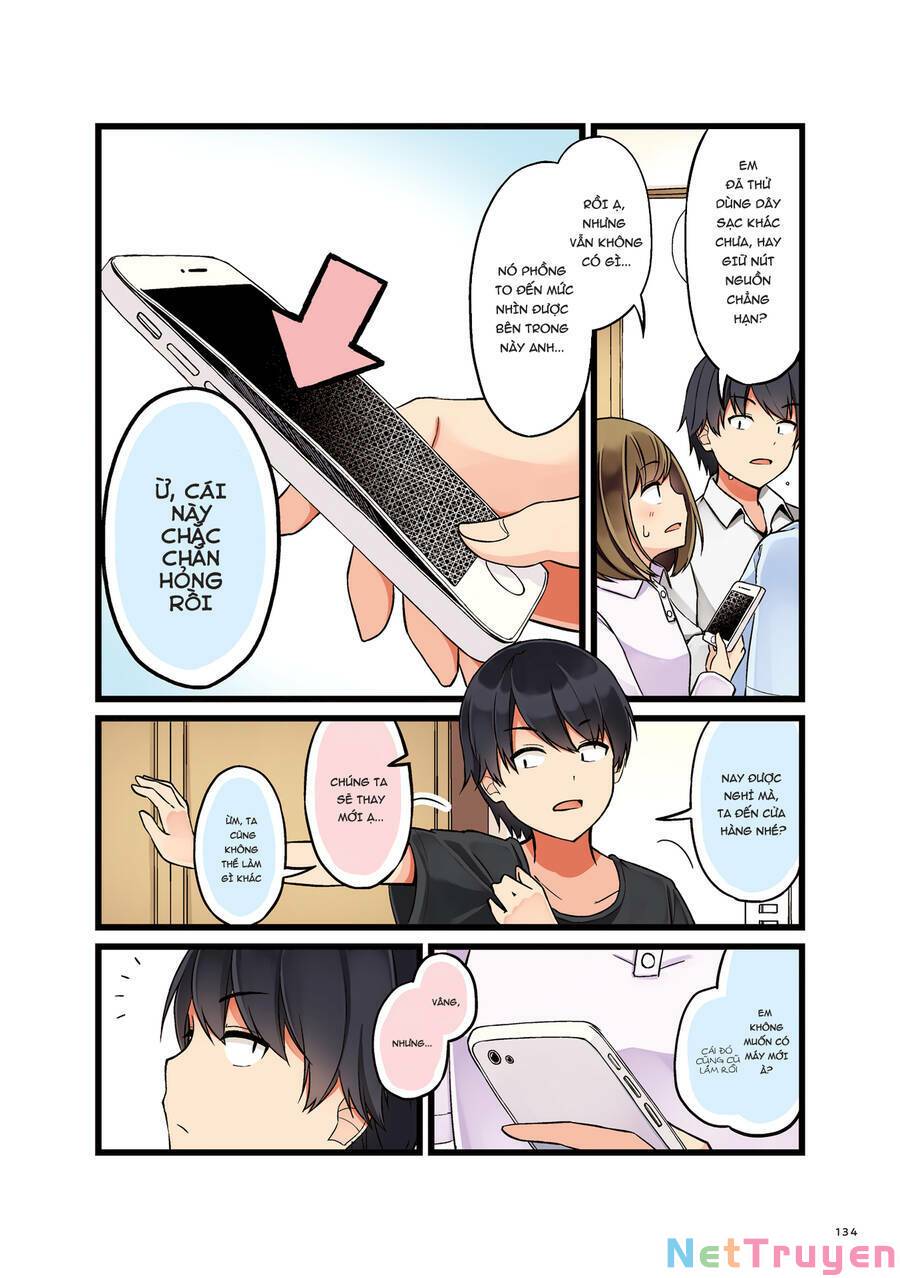 EM
ĐÃ THỬ
DÙNG DÂY
SẠC KHÁC
CHƯA, HAY
GIỮ NÚT
NGUỒN
CHẲNG
HẠN?
RỒI Ạ,
NHƯNG
VẪN KHÔNG
CÓ GÌ...
NÓ PHỒNG
TO ĐẾN MỨC
NHÌN ĐƯỢC
BÊN TRONG
NÀY ANH...
Ừ, CÁI
NÀY
CHẮC
CHẮN
HỎNG
RỒI
NAY ĐƯỢC
NGHỈ MÀ,
TA ĐẾN CỬA
HÀNG NHÉ?
CHÚNG TA
SẼ THAY
MỚI Ạ...
ỪM, TA
CŨNG
KHÔNG
THỂ LÀM
GÌ KHÁC
EM
KHÔNG
MUỐN CÓ
MÁY MỚI
À?
CÁI ĐÓ
CŨNG CŨ
LẮM RỒI
VÂNG,
NHƯNG...
134
NetTruyen